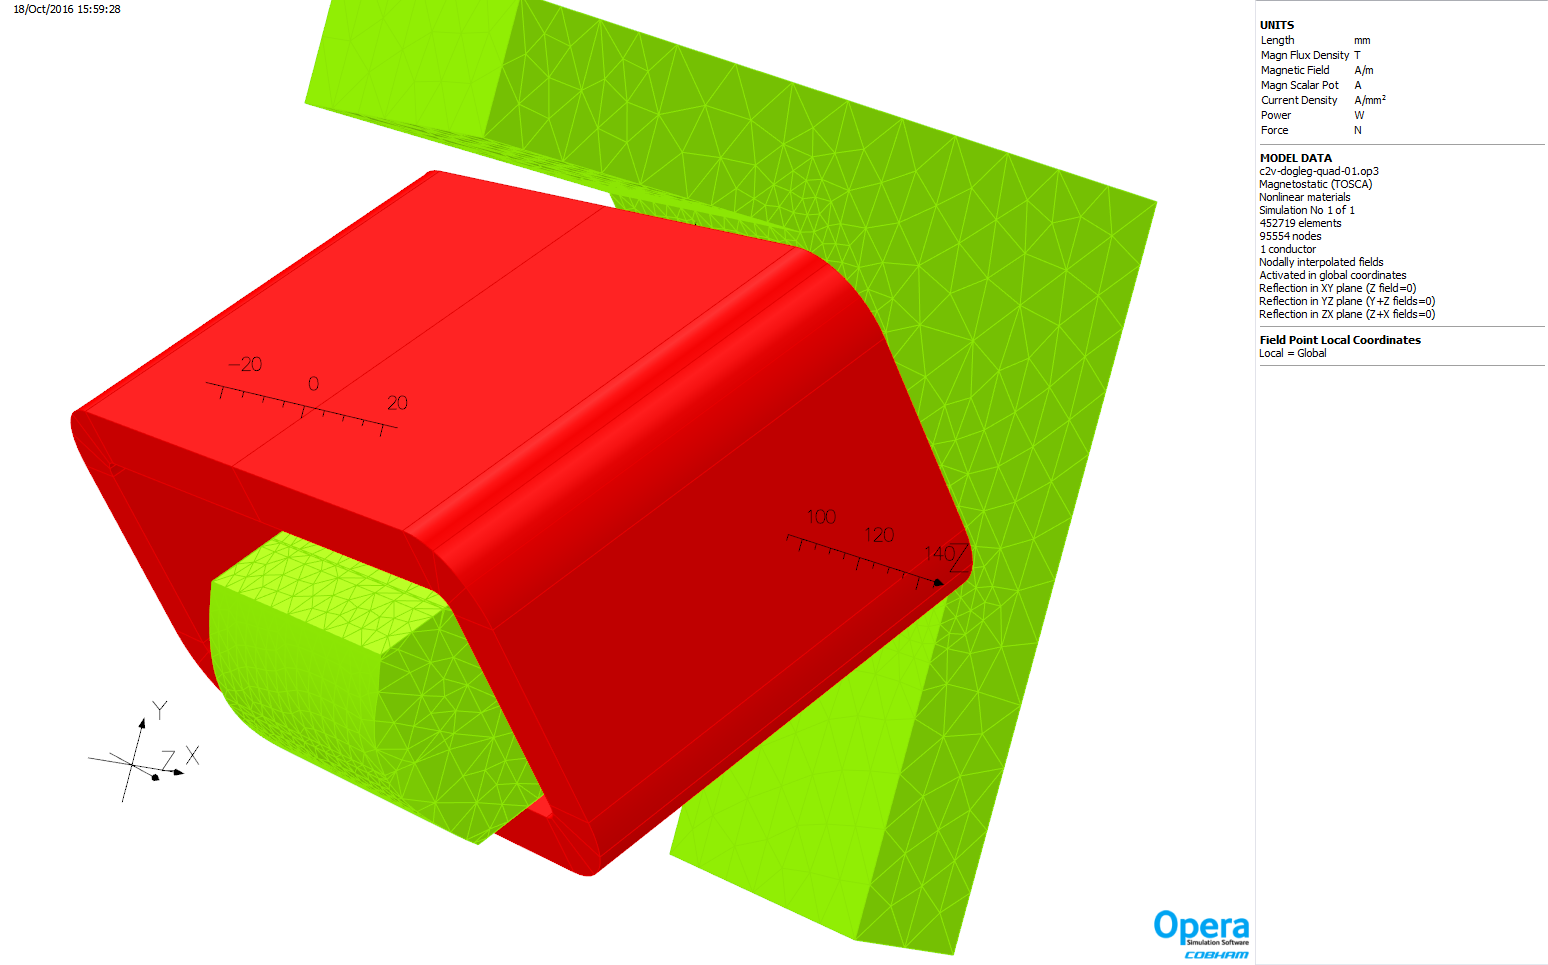 18/Oct/2016 15:59:28
UNITS
Length mm
Magn Flux Density T
Magnetic Field A/m
Magn Scalar Pot A
Current Density A/mm²
Power W
Force N
MODEL DATA
c2v-dogleg-quad-01.op3
Magnetostatic (TOSCA)
Nonlinear materials
Simulation No 1 of 1
452719 elements
95554 nodes
1 conductor
Nodally interpolated fields
Activated in global coordinates
Reflection in XY plane (Z field=0)
Reflection in YZ plane (Y+Z fields=0)
Reflection in ZX plane (Z+X fields=0)
Field Point Local Coordinates
Local = Global
−20
0
20
100
120
140
Z
Y
Z
X
Opera
Simulation Software
COBHAM